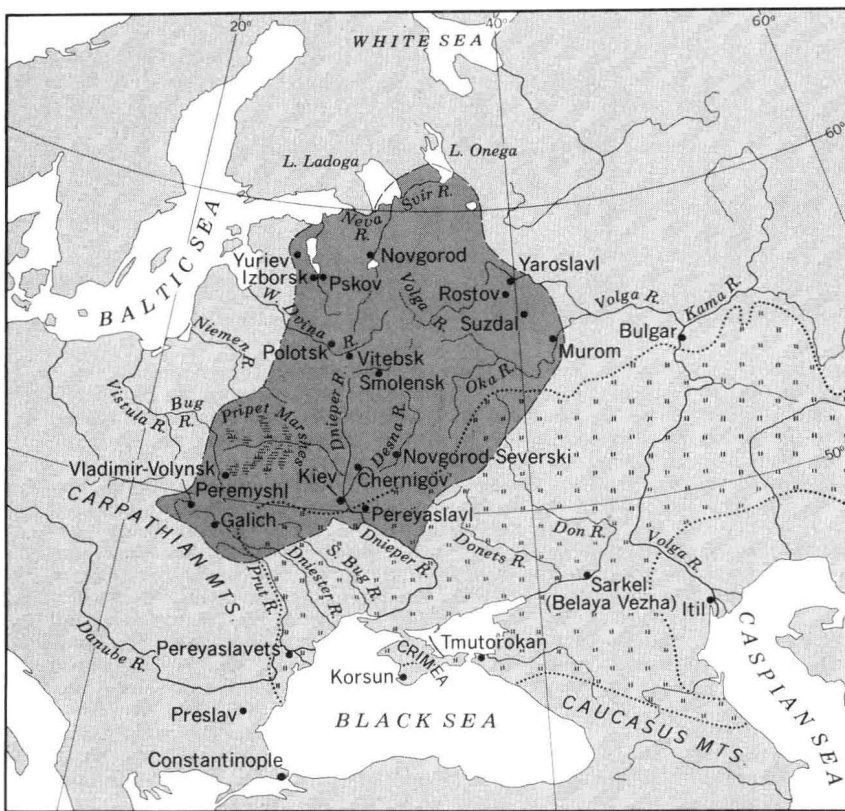 20°
40°
60°
WHITE SEA
60°
L. Ladoga
L. Onega
Svir R.
Neva
R.
BALTIC SEA
Yuriev
Novgorod
Izborsk
Pskov
Yaroslavl
Volga R.
Rostov
Volga R.
Kama R.
W. Dvina R.
Suzdal
Bulgar
Niemen R.
Polotsk
Vitebsk
Murom
Smolensk
Oka R.
Vistula R.
Bug
R.
Pripet Marshes
Dnieper R.
Desna R.
Novgorod-Severski
50°
Vladimir-Volynsk
Kiev
Chernigov
Peremyshl
Pereyaslavl
CARPATHIAN MTS.
Galich
Dnieper R.
Donets R.
Don R.
Volga R.
Prut R.
Dniester R.
S. Bug R.
Sarkel
(Belaya Vezha)
Itil
Danube R.
Pereyaslavets
CRIMEA
Tmutorokan
Korsun
CASPIAN SEA
Preslav
BLACK SEA
CAUCASUS MTS.
Constantinople